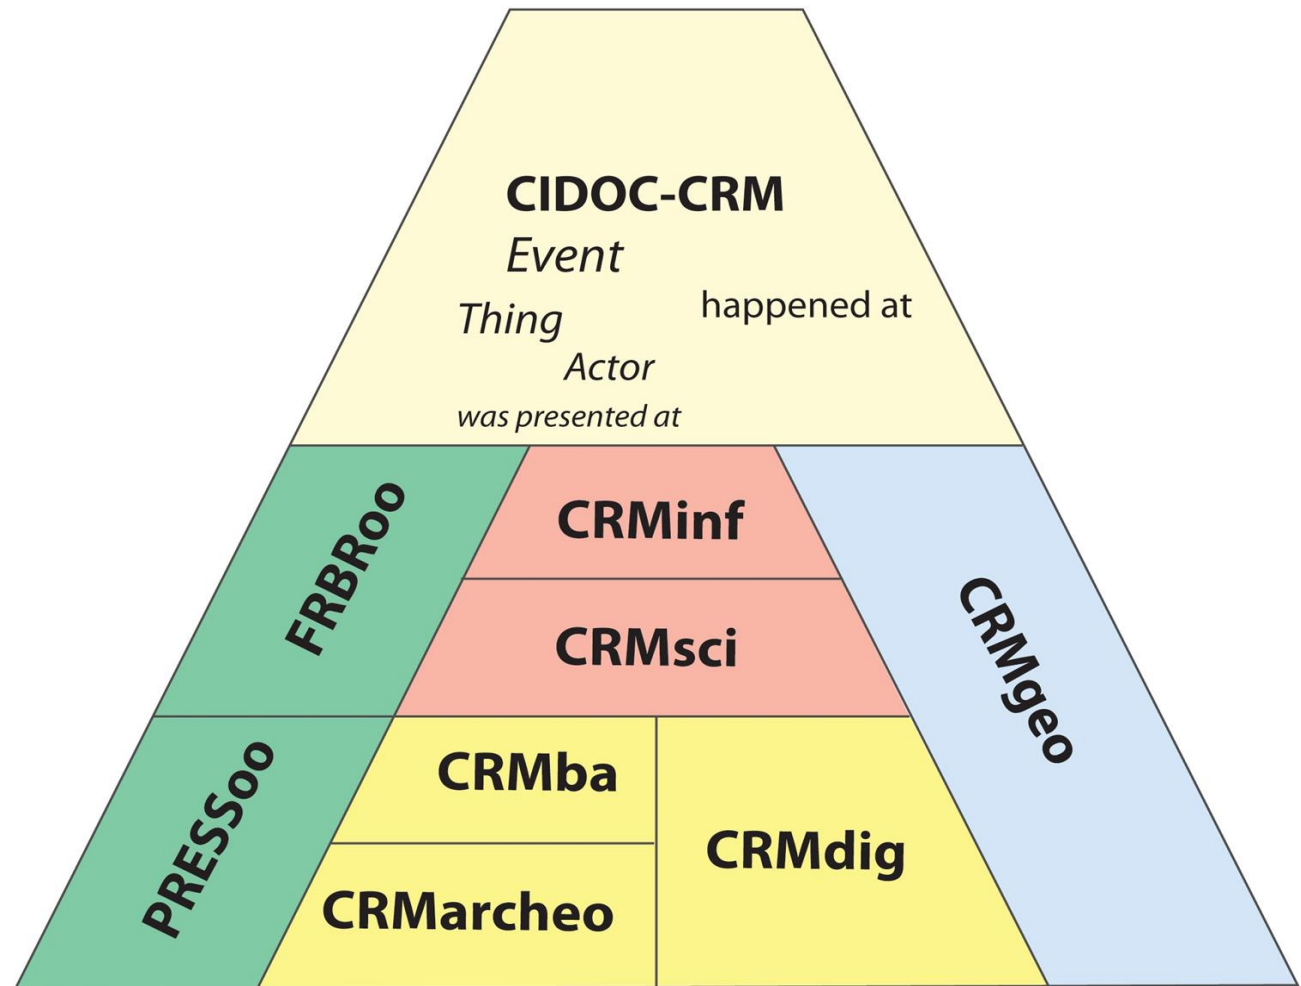 CIDOC-CRM
Event
Thing
happened at
Actor
was presented at
FRBRoo
CRMinf
CRMsci
CRMgeo
PRESSoo
CRMba
CRMdig
CRMarcheo